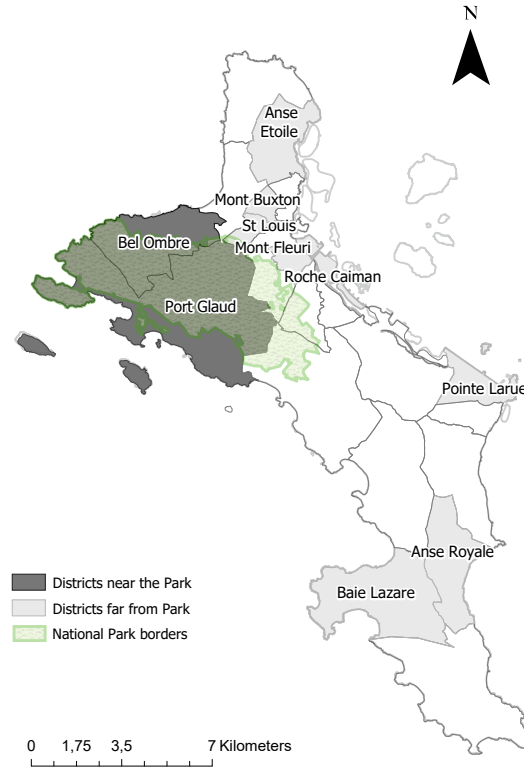 N
Anse
Etoile
Mont Buxton
St Louis
Bel Ombre
Mont Fleuri
Roche Caiman
Port Glaud
Pointe Larue
Anse Royale
Baie Lazare
Districts near the Park
Districts far from Park
National Park borders
0 1,75 3,5 7 Kilometers